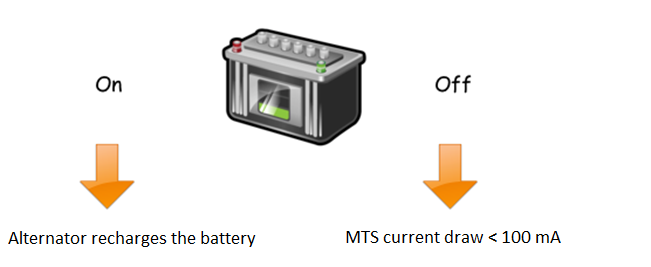 On
Off
Alternator recharges the battery
MTS current draw < 100 mA